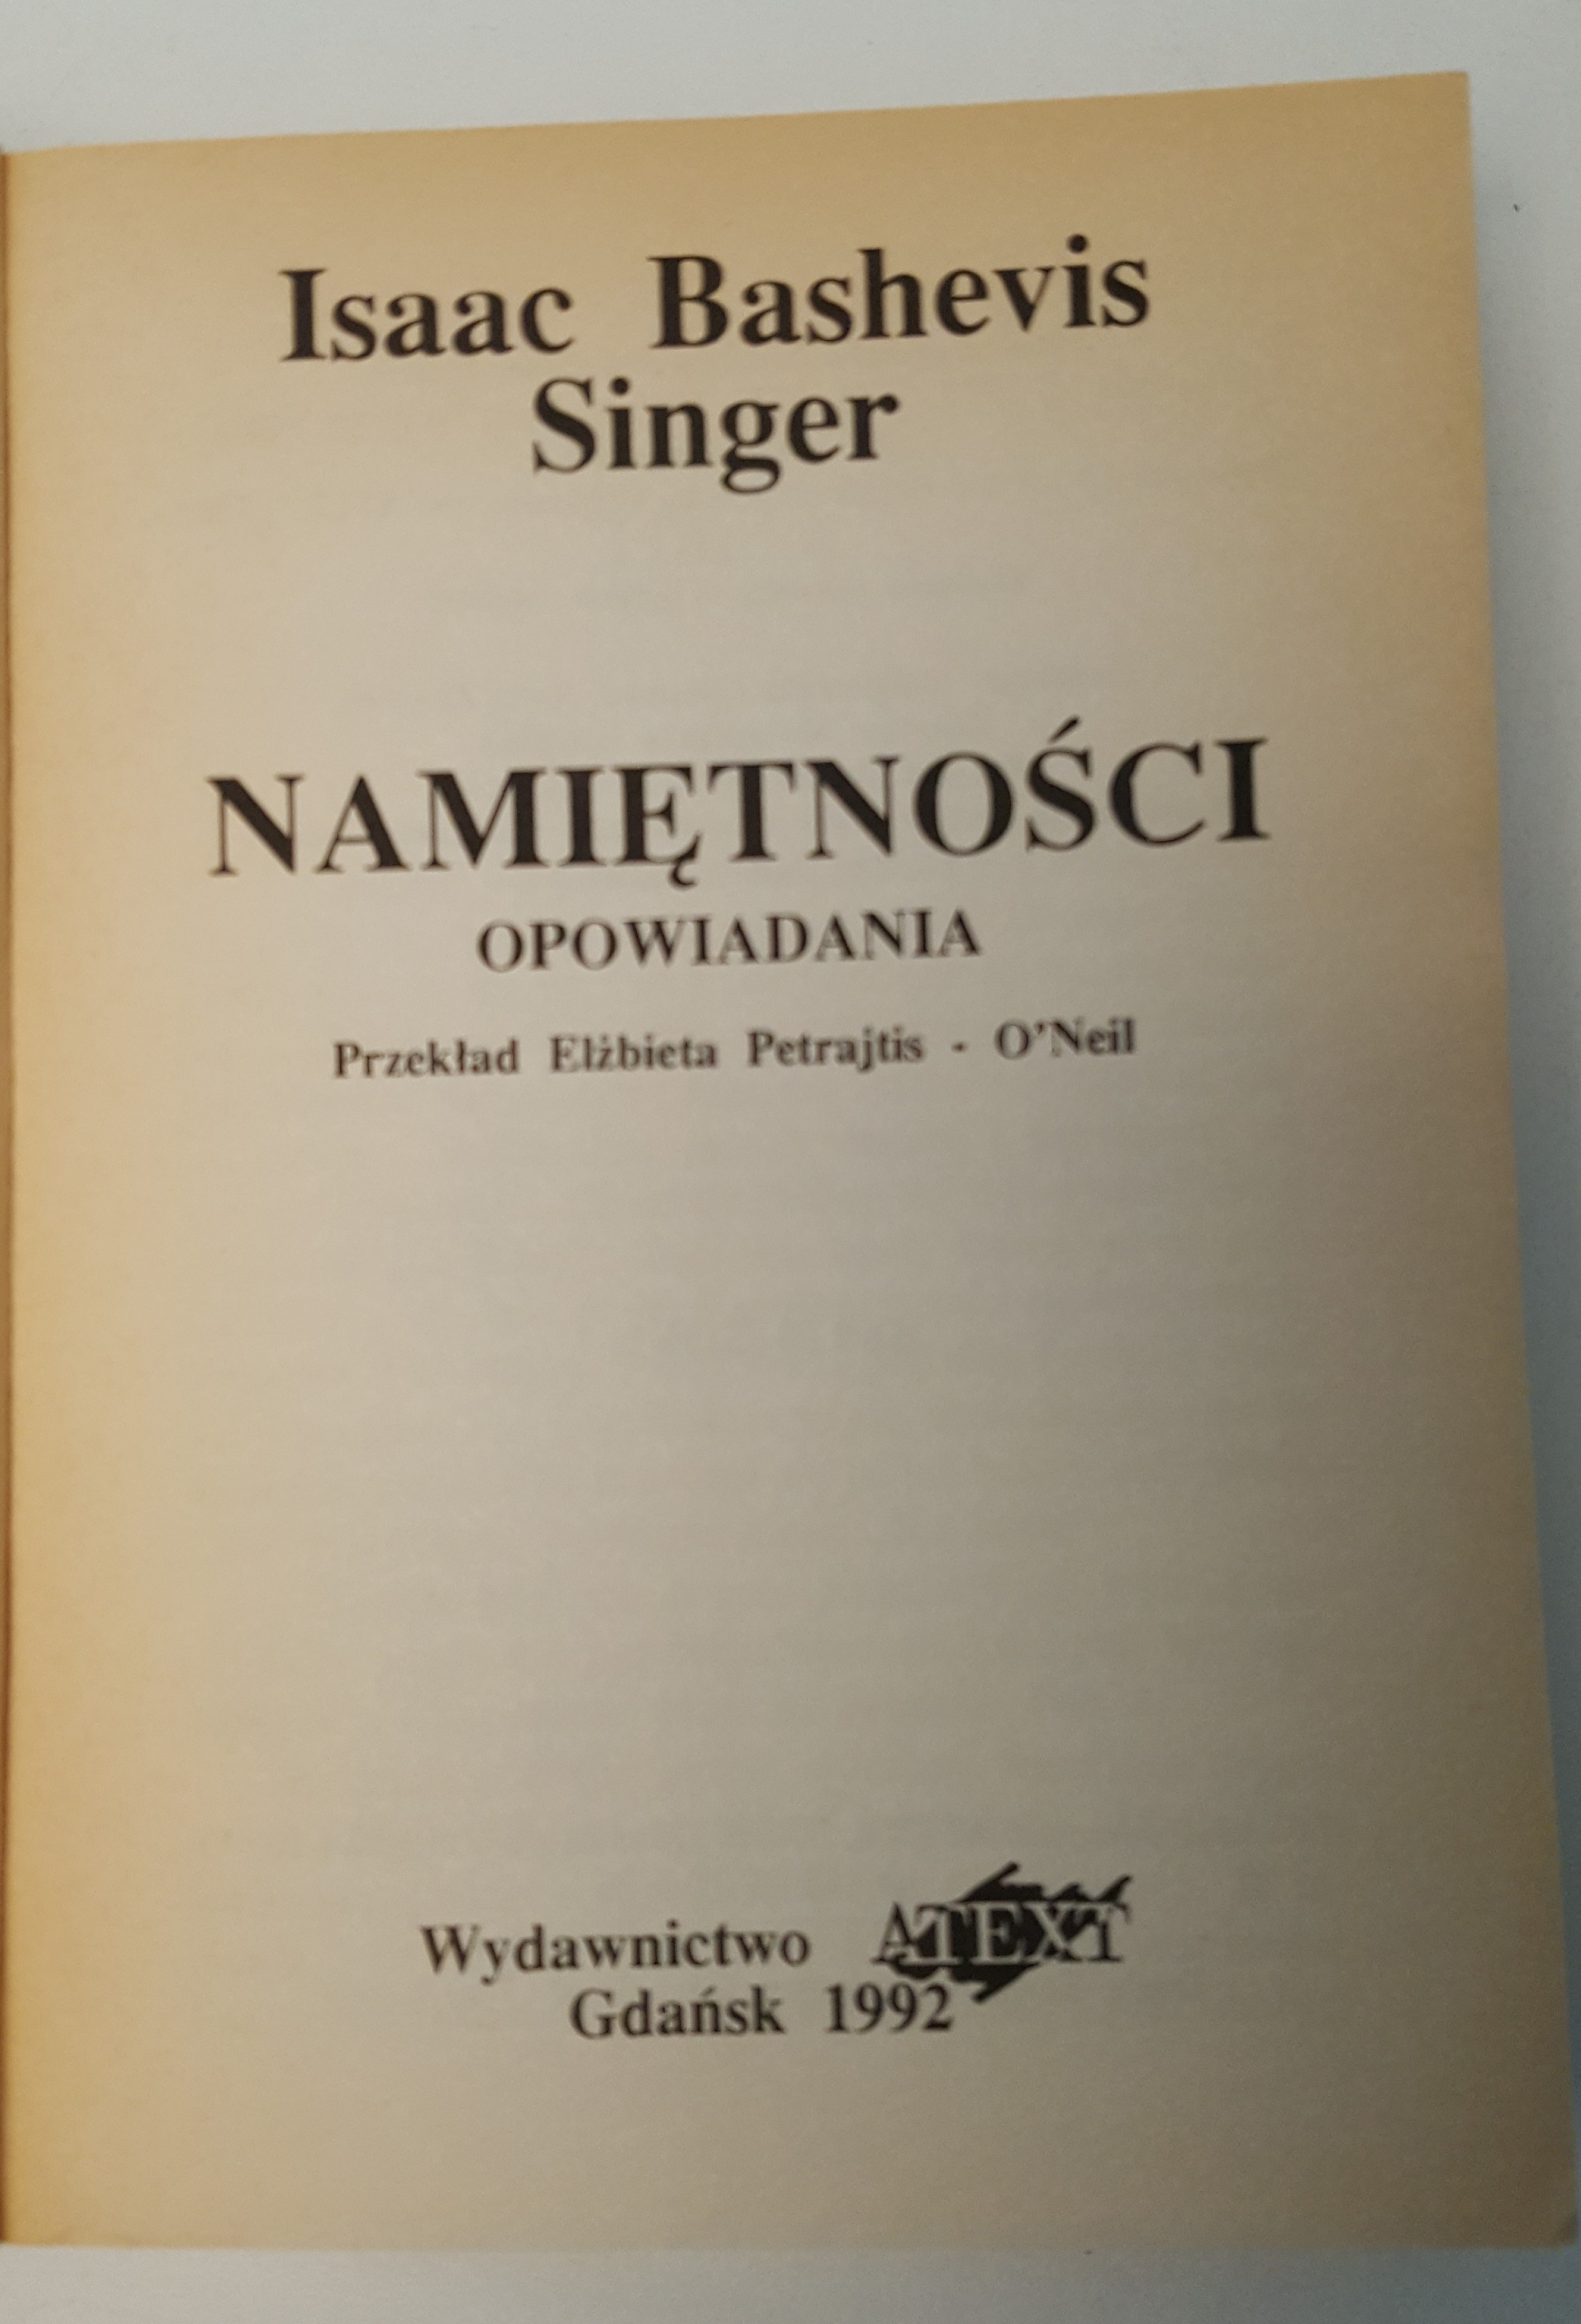 Isaac Bashevis
Singer
NAMIĘTNOŚCI
OPOWIADANIA
Przekład Elżbieta Petrajtis - O'Neil
Wydawnictwo ATEXT
Gdańsk 1992